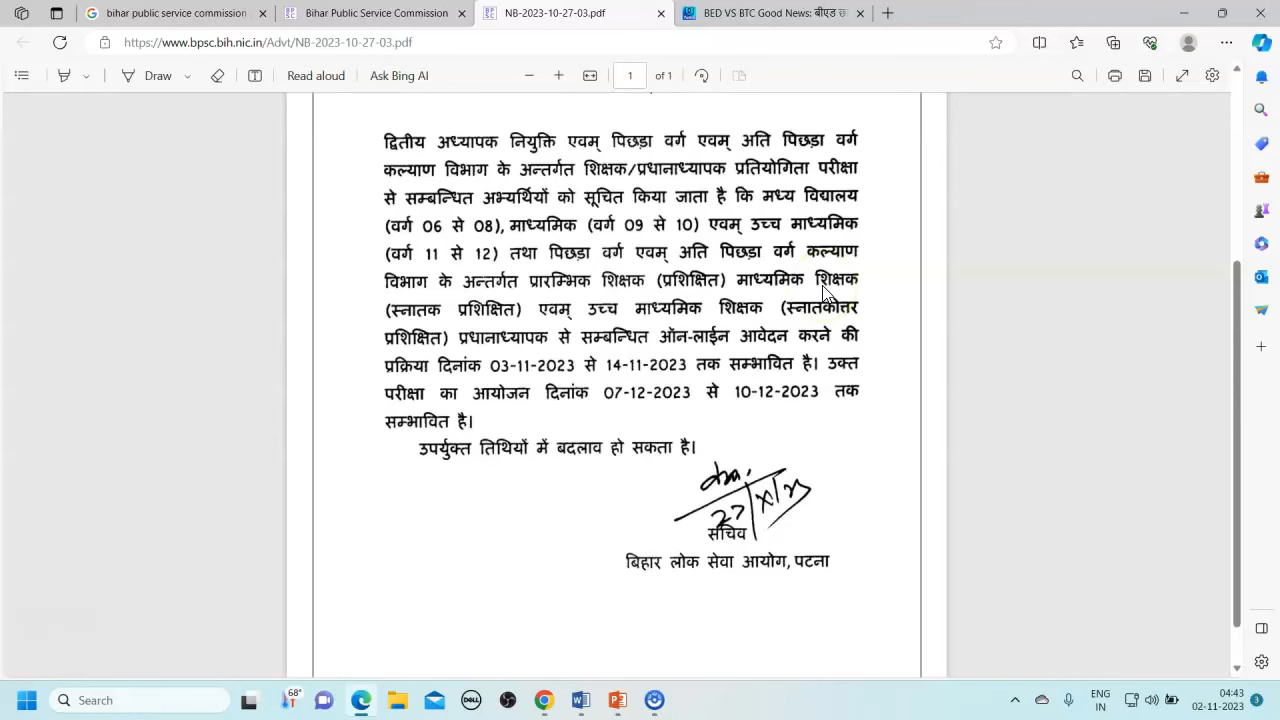 bihar public service commission
Bihar Public Service Commission
NB-2023-10-27-03.pdf
BED VS BTC Good News: बीएड
https://www.bpsc.bih.nic.in/Advt/NB-2023-10-27-03.pdf
Draw
Read aloud
Ask Bing AI
1 of 1
द्वितीय अध्यापक नियुक्ति एवम् पिछड़ा वर्ग एवम् अति पिछड़ा वर्ग
कल्याण विभाग के अन्तर्गत शिक्षक/प्रधानाध्यापक प्रतियोगिता परीक्षा
से सम्बन्धित अभ्यर्थियों को सूचित किया जाता है कि मध्य विद्यालय
(वर्ग 06 से 08), माध्यमिक (वर्ग 09 से 10) एवम् उच्च माध्यमिक
(वर्ग 11 से 12) तथा पिछड़ा वर्ग एवम् अति पिछड़ा वर्ग कल्याण
विभाग के अन्तर्गत प्रारम्भिक शिक्षक (प्रशिक्षित) माध्यमिक शिक्षक
(स्नातक प्रशिक्षित) एवम् उच्च माध्यमिक शिक्षक (स्नातकोत्तर
प्रशिक्षित) प्रधानाध्यापक से सम्बन्धित ऑन-लाईन आवेदन करने की
प्रक्रिया दिनांक 03-11-2023 से 14-11-2023 तक सम्भावित है। उक्त
परीक्षा का आयोजन दिनांक 07-12-2023 से 10-12-2023 तक
सम्भावित है।
उपर्युक्त तिथियों में बदलाव हो सकता है।
27/X/23
सचिव
बिहार लोक सेवा आयोग, पटना
Search
68°
DELL
ENG
IN
04:43
02-11-2023
3